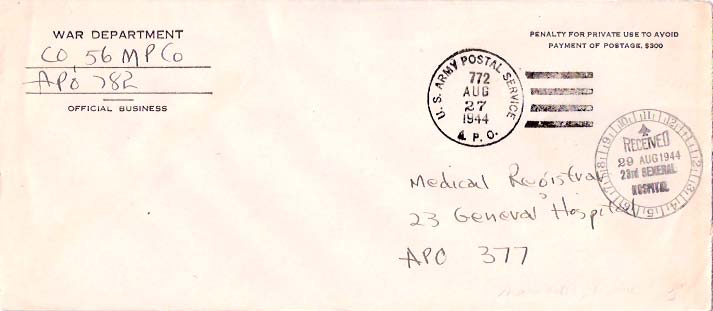 WAR DEPARTMENT
CO, 56 MP Co
APO 782
OFFICIAL BUSINESS
PENALTY FOR PRIVATE USE TO AVOID
PAYMENT OF POSTAGE, $300
U. S. ARMY POSTAL SERVICE
772
AUG
27
1944
A. P. O.
RECEIVED
29 AUG 1944
23rd GENERAL
HOSPITAL
Medical Registrar
23 General Hospital
APO 377